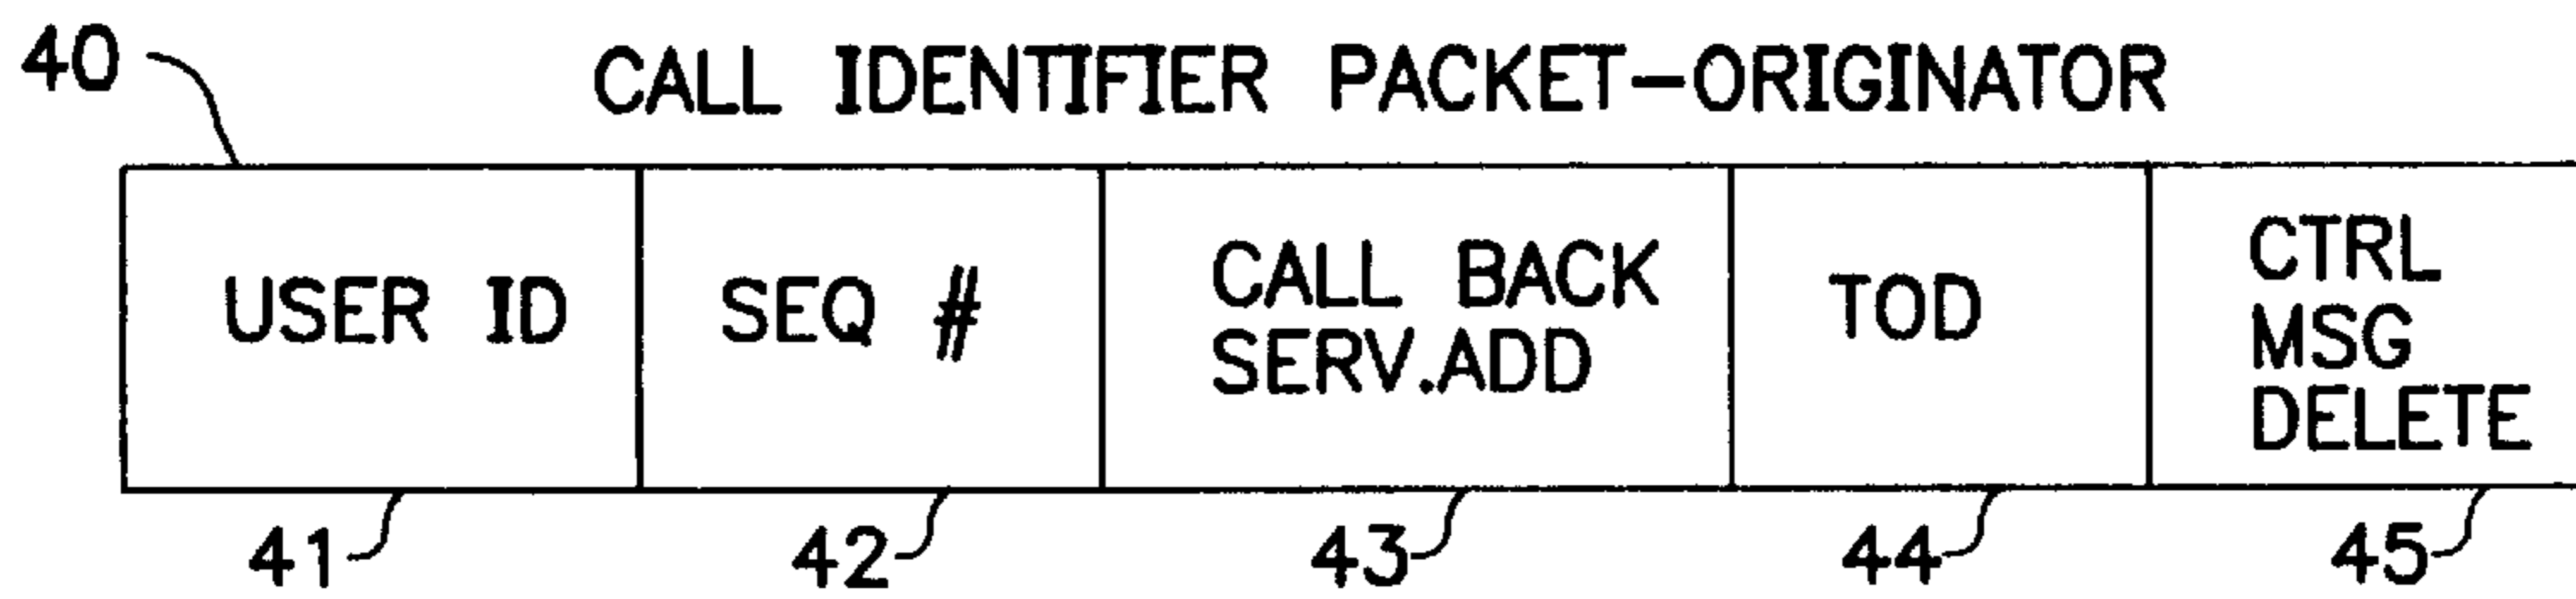 40
CALL IDENTIFIER PACKET-ORIGINATOR
USER ID
SEQ #
CALL BACK
SERV.ADD
TOD
CTRL
MSG
DELETE
41
42
43
44
45